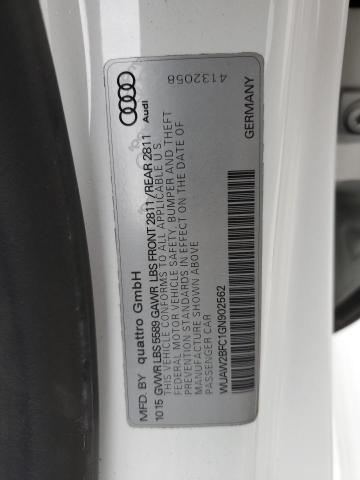 MFD. BY quattro GmbH
10 15 GVWR LBS 5589 GAWR LBS FRONT 2811 / REAR 2811
THIS VEHICLE CONFORMS TO ALL APPLICABLE U S
FEDERAL MOTOR VEHICLE SAFETY, BUMPER AND THEFT
PREVENTION STANDARDS IN EFFECT ON THE DATE OF
MANUFACTURE SHOWN ABOVE
PASSENGER CAR
WUAW2BFC1GN902562
Audi
4132058
GERMANY